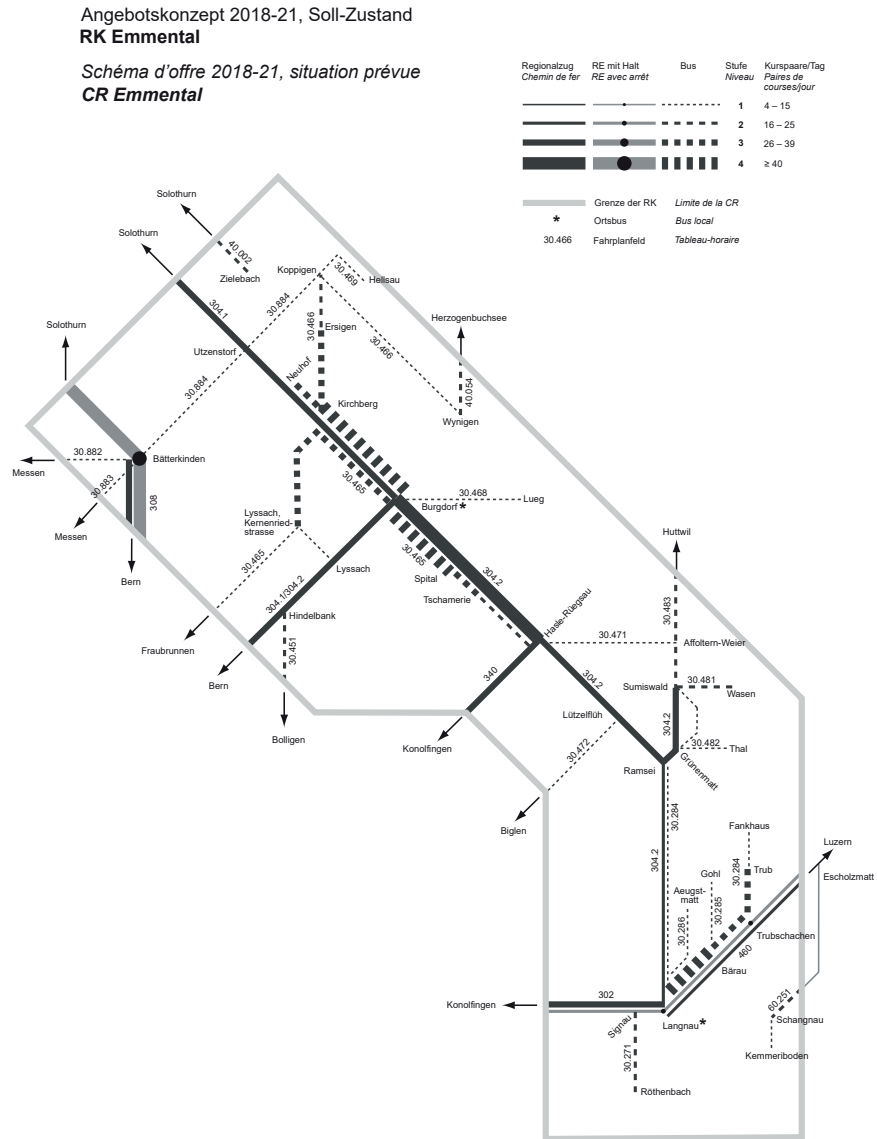 Angebotskonzept 2018-21, Soll-Zustand
RK Emmental
Schéma d'offre 2018-21, situation prévue
CR Emmental
Regionalzug RE mit Halt Bus Stufe Kurspaare/Tag
Chemin de fer RE avec arrêt Niveau Paires de
courses/jour
1 4 – 15
2 16 – 25
3 26 – 39
4 ≥ 40
Grenze der RK Limite de la CR
* Ortsbus Bus local
30.466 Fahrplanfeld Tableau-horaire
Solothurn
Solothurn
40.002
Zielebach
Koppigen
30.469
Hellsau
304.1
30.884
Solothurn
Herzogenbuchsee
30.466
Ersigen
30.466
Utzenstorf
Neuhof
40.054
30.884
Kirchberg
Wynigen
30.882
Bätterkinden
Messen
30.883
308
30.465
30.468
Lueg
Burgdorf *
Messen
Lyssach,
Kernenried-
strasse
Huttwil
30.465
30.465
Lyssach
Spital
304.2
Bern
Tschamerie
304.1/304.2
Hindelbank
Hasle-Rüegsau
30.483
Fraubrunnen
30.451
30.471
Affoltern-Weier
Bern
340
304.2
Sumiswald
30.481
Wasen
Lützelflüh
304.2
Bolligen
Konolfingen
30.472
30.482
Thal
Ramsei
Grünenmatt
Biglen
30.284
Fankhaus
Luzern
304.2
30.284
Trub
Gohl
Escholzmatt
Aeugst-
matt
30.285
30.286
Trubschachen
460
Bärau
302
Konolfingen
60.251
Signau
Langnau *
Schangnau
Kemmeriboden
30.271
Röthenbach